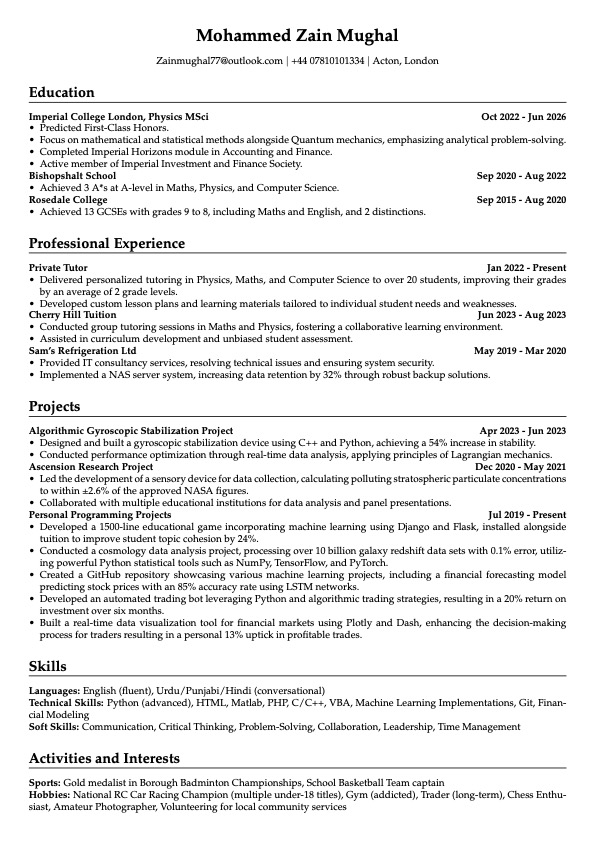 Mohammed Zain Mughal
Zainmughal77@outlook.com | +44 07810101334 | Acton, London
Education
Imperial College London, Physics MSci Oct 2022 - Jun 2026
• Predicted First-Class Honors.
• Focus on mathematical and statistical methods alongside Quantum mechanics, emphasizing analytical problem-solving.
• Completed Imperial Horizons module in Accounting and Finance.
• Active member of Imperial Investment and Finance Society.
Bishopshalt School Sep 2020 - Aug 2022
• Achieved 3 A*s at A-level in Maths, Physics, and Computer Science.
Rosedale College Sep 2015 - Aug 2020
• Achieved 13 GCSEs with grades 9 to 8, including Maths and English, and 2 distinctions.
Professional Experience
Private Tutor Jan 2022 - Present
• Delivered personalized tutoring in Physics, Maths, and Computer Science to over 20 students, improving their grades
by an average of 2 grade levels.
• Developed custom lesson plans and learning materials tailored to individual student needs and weaknesses.
Cherry Hill Tuition Jun 2023 - Aug 2023
• Conducted group tutoring sessions in Maths and Physics, fostering a collaborative learning environment.
• Assisted in curriculum development and unbiased student assessment.
Sam's Refrigeration Ltd May 2019 - Mar 2020
• Provided IT consultancy services, resolving technical issues and ensuring system security.
• Implemented a NAS server system, increasing data retention by 32% through robust backup solutions.
Projects
Algorithmic Gyroscopic Stabilization Project Apr 2023 - Jun 2023
• Designed and built a gyroscopic stabilization device using C++ and Python, achieving a 54% increase in stability.
• Conducted performance optimization through real-time data analysis, applying principles of Lagrangian mechanics.
Ascension Research Project Dec 2020 - May 2021
• Led the development of a sensory device for data collection, calculating polluting stratospheric particulate concentrations
to within ±2.6% of the approved NASA figures.
• Collaborated with multiple educational institutions for data analysis and panel presentations.
Personal Programming Projects Jul 2019 - Present
• Developed a 1500-line educational game incorporating machine learning using Django and Flask, installed alongside
tuition to improve student topic cohesion by 24%.
• Conducted a cosmology data analysis project, processing over 10 billion galaxy redshift data sets with 0.1% error, utiliz-
ing powerful Python statistical tools such as NumPy, TensorFlow, and PyTorch.
• Created a GitHub repository showcasing various machine learning projects, including a financial forecasting model
predicting stock prices with an 85% accuracy rate using LSTM networks.
• Developed an automated trading bot leveraging Python and algorithmic trading strategies, resulting in a 20% return on
investment over six months.
• Built a real-time data visualization tool for financial markets using Plotly and Dash, enhancing the decision-making
process for traders resulting in a personal 13% uptick in profitable trades.
Skills
Languages: English (fluent), Urdu/Punjabi/Hindi (conversational)
Technical Skills: Python (advanced), HTML, Matlab, PHP, C/C++, VBA, Machine Learning Implementations, Git, Finan-
cial Modeling
Soft Skills: Communication, Critical Thinking, Problem-Solving, Collaboration, Leadership, Time Management
Activities and Interests
Sports: Gold medalist in Borough Badminton Championships, School Basketball Team captain
Hobbies: National RC Car Racing Champion (multiple under-18 titles), Gym (addicted), Trader (long-term), Chess Enthu-
siast, Amateur Photographer, Volunteering for local community services